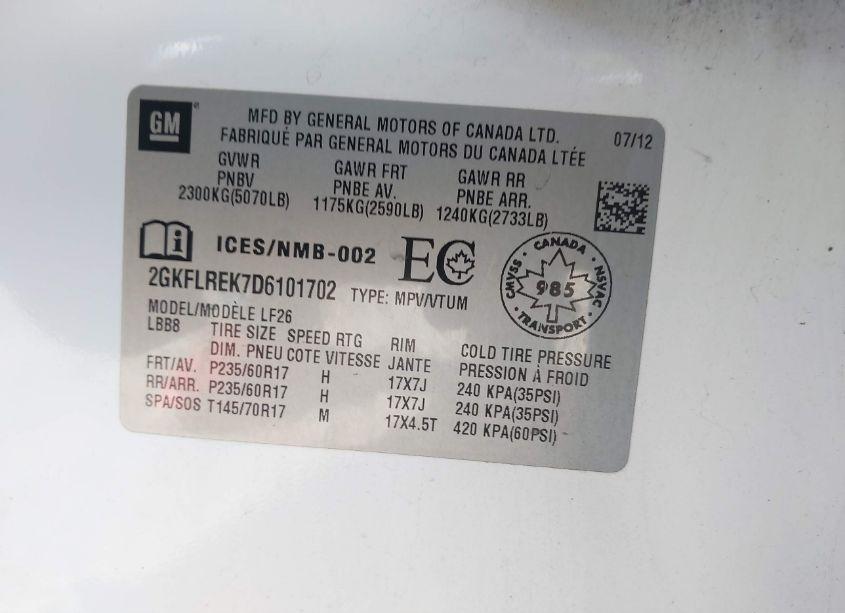 GM
MFD BY GENERAL MOTORS OF CANADA LTD. 07/12
FABRIQUÉ PAR GENERAL MOTORS DU CANADA LTÉE
GVWR GAWR FRT GAWR RR
PNBV PNBE AV. PNBE ARR.
2300KG(5070LB) 1175KG(2590LB) 1240KG(2733LB)
i ICES/NMB-002 EC
CANADA
CMVSS 985 NSVAC
TRANSPORT
2GKFLREK7D6101702 TYPE: MPV/VTUM
MODEL/MODÈLE LF26
LBB8 TIRE SIZE SPEED RTG RIM COLD TIRE PRESSURE
DIM. PNEU COTE VITESSE JANTE PRESSION À FROID
FRT/AV. P235/60R17 H 17X7J 240 KPA(35PSI)
RR/ARR. P235/60R17 H 17X7J 240 KPA(35PSI)
SPA/SOS T145/70R17 M 17X4.5T 420 KPA(60PSI)